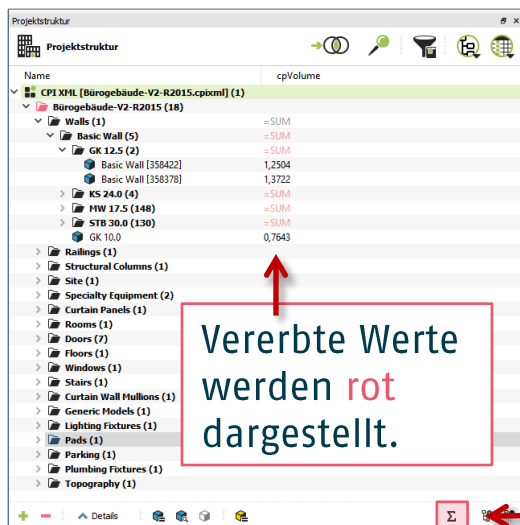 Projektstruktur
Projektstruktur
Name cpVolume
CPI XML [Bürogebäude-V2-R2015.cpixml] (1)
Bürogebäude-V2-R2015 (18)
Walls (1) =SUM
Basic Wall (5) =SUM
GK 12.5 (2) =SUM
Basic Wall [358422] 1,2504
Basic Wall [358378] 1,3722
KS 24.0 (4) =SUM
MW 17.5 (148) =SUM
STB 30.0 (130) =SUM
GK 10.0 0,7643
Railings (1)
Structural Columns (1)
Site (1)
Specialty Equipment (2)
Curtain Panels (1)
Rooms (1)
Doors (7)
Floors (1)
Windows (1)
Stairs (1)
Curtain Wall Mullions (1)
Generic Models (1)
Lighting Fixtures (1)
Pads (1)
Parking (1)
Plumbing Fixtures (1)
Topography (1)
Vererbte Werte
werden rot
dargestellt.
Details Σ